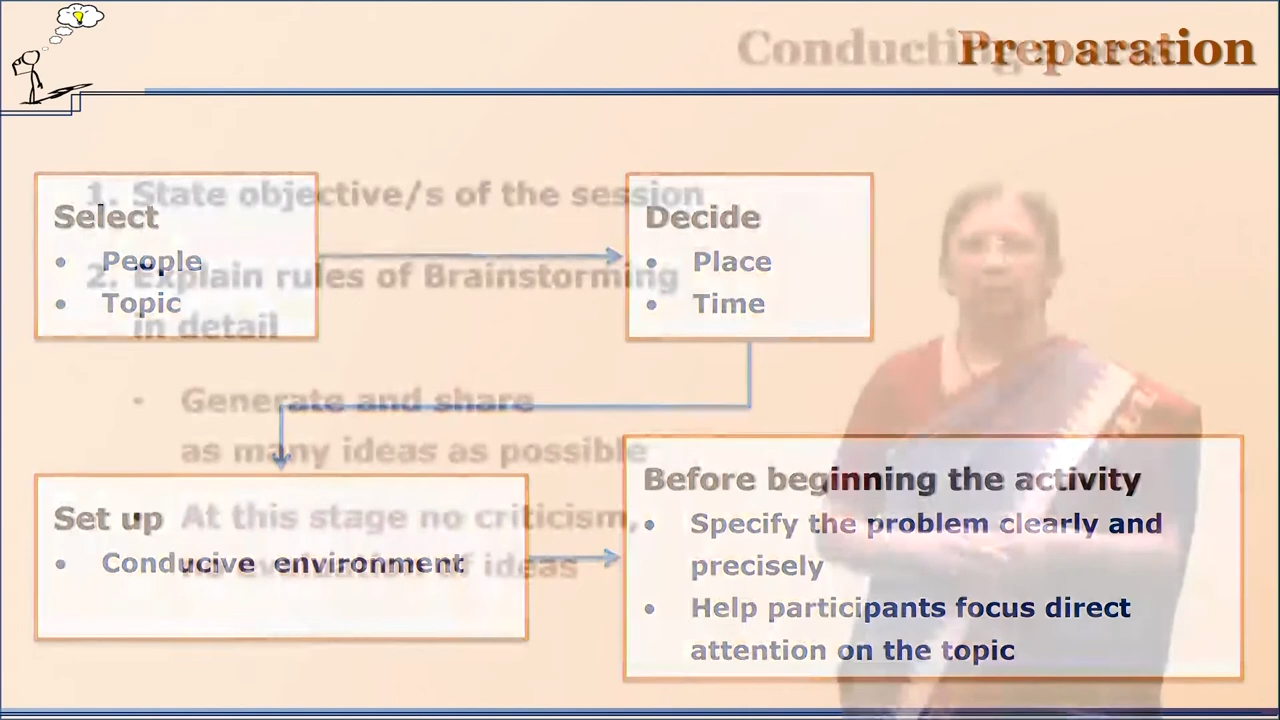 Preparation
Select
• People
• Topic
Decide
• Place
• Time
Set up
• Conducive environment
Before beginning the activity
• Specify the problem clearly and
precisely
• Help participants focus direct
attention on the topic
Conducting
1. State objective/s of the session
2. Explain rules of Brainstorming
in detail
• Generate and share
as many ideas as possible
At this stage no criticism,
evaluation of ideas